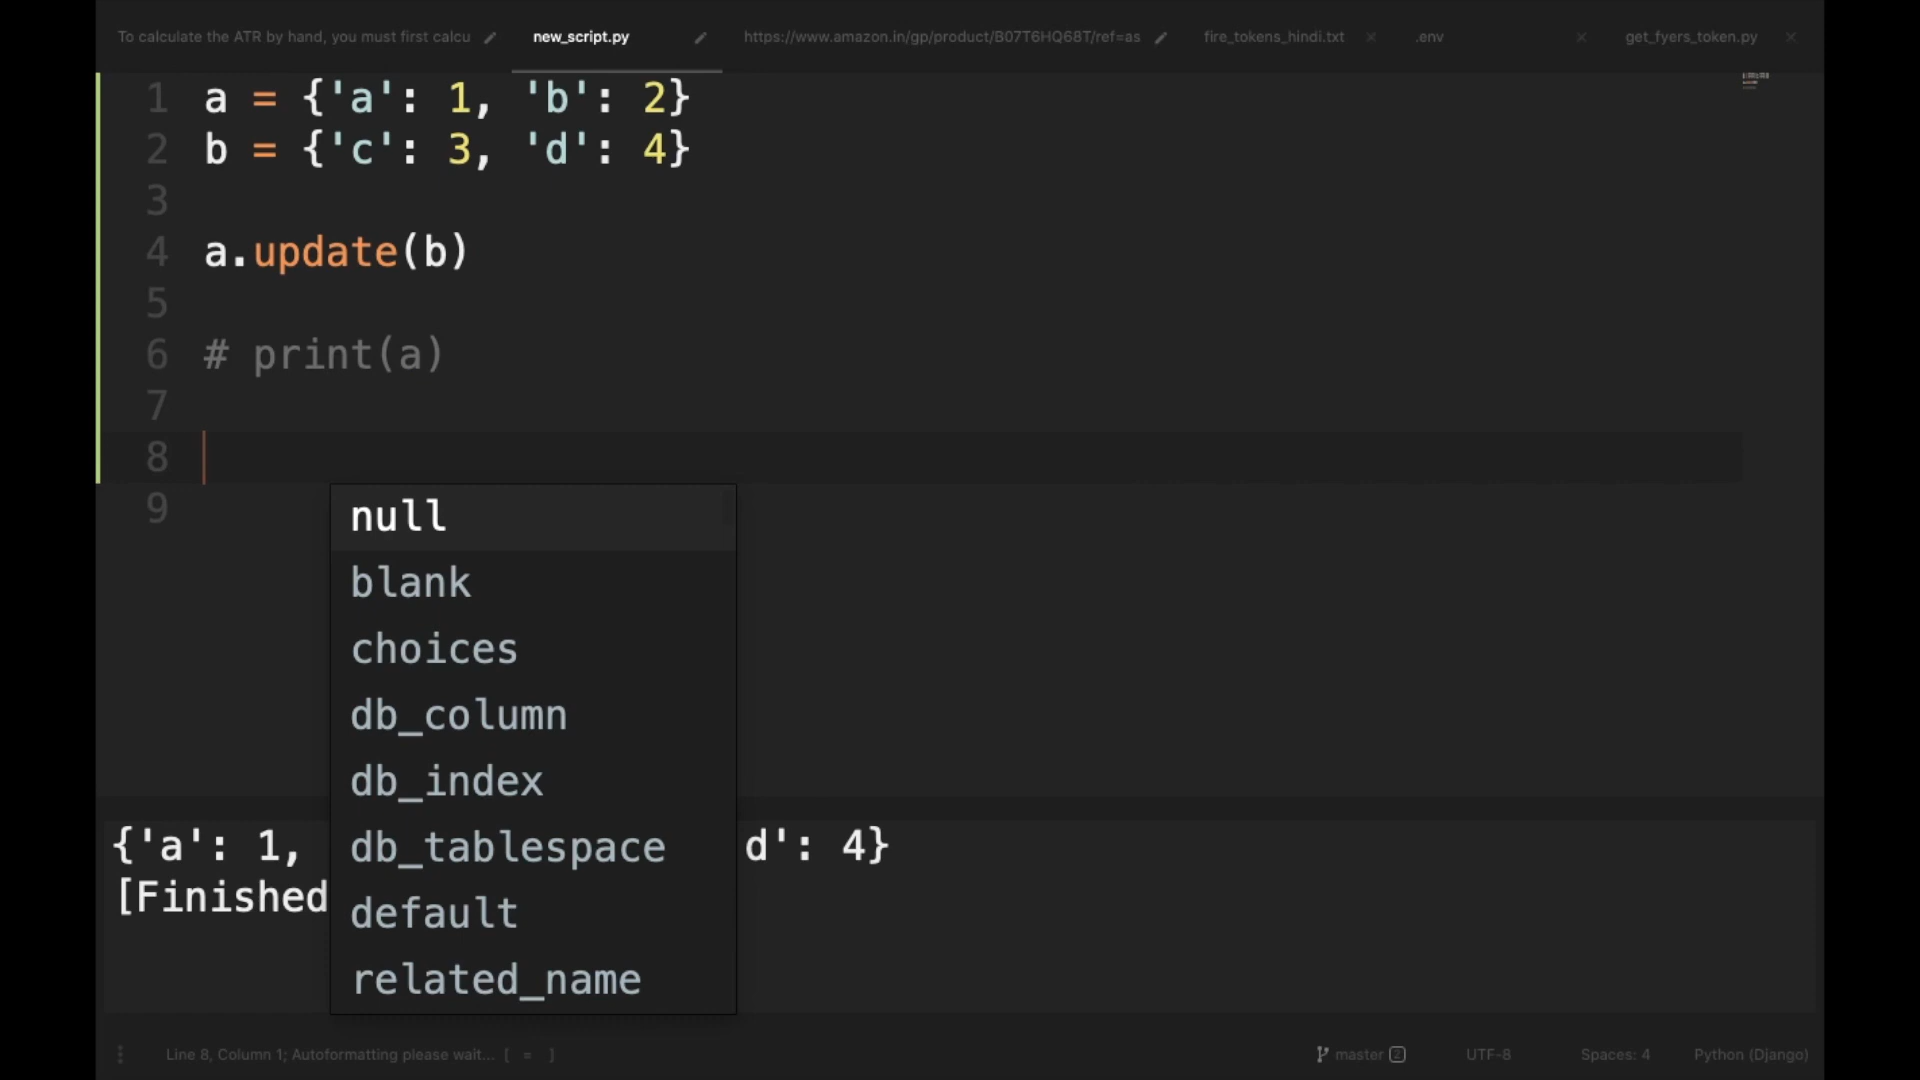 To calculate the ATR by hand, you must first calcu
new_script.py
https://www.amazon.in/gp/product/B07T6HQ68T/ref=as
fire_tokens_hindi.txt
.env
get_fyers_token.py
1 a = {'a': 1, 'b': 2}
2 b = {'c': 3, 'd': 4}
3
4 a.update(b)
5
6 # print(a)
7
8
9
null
blank
choices
db_column
db_index
db_tablespace
default
related_name
{'a': 1, d': 4}
[Finished
Line 8, Column 1; Autoformatting please wait... [ = ]
master 2
UTF-8
Spaces: 4
Python (Django)